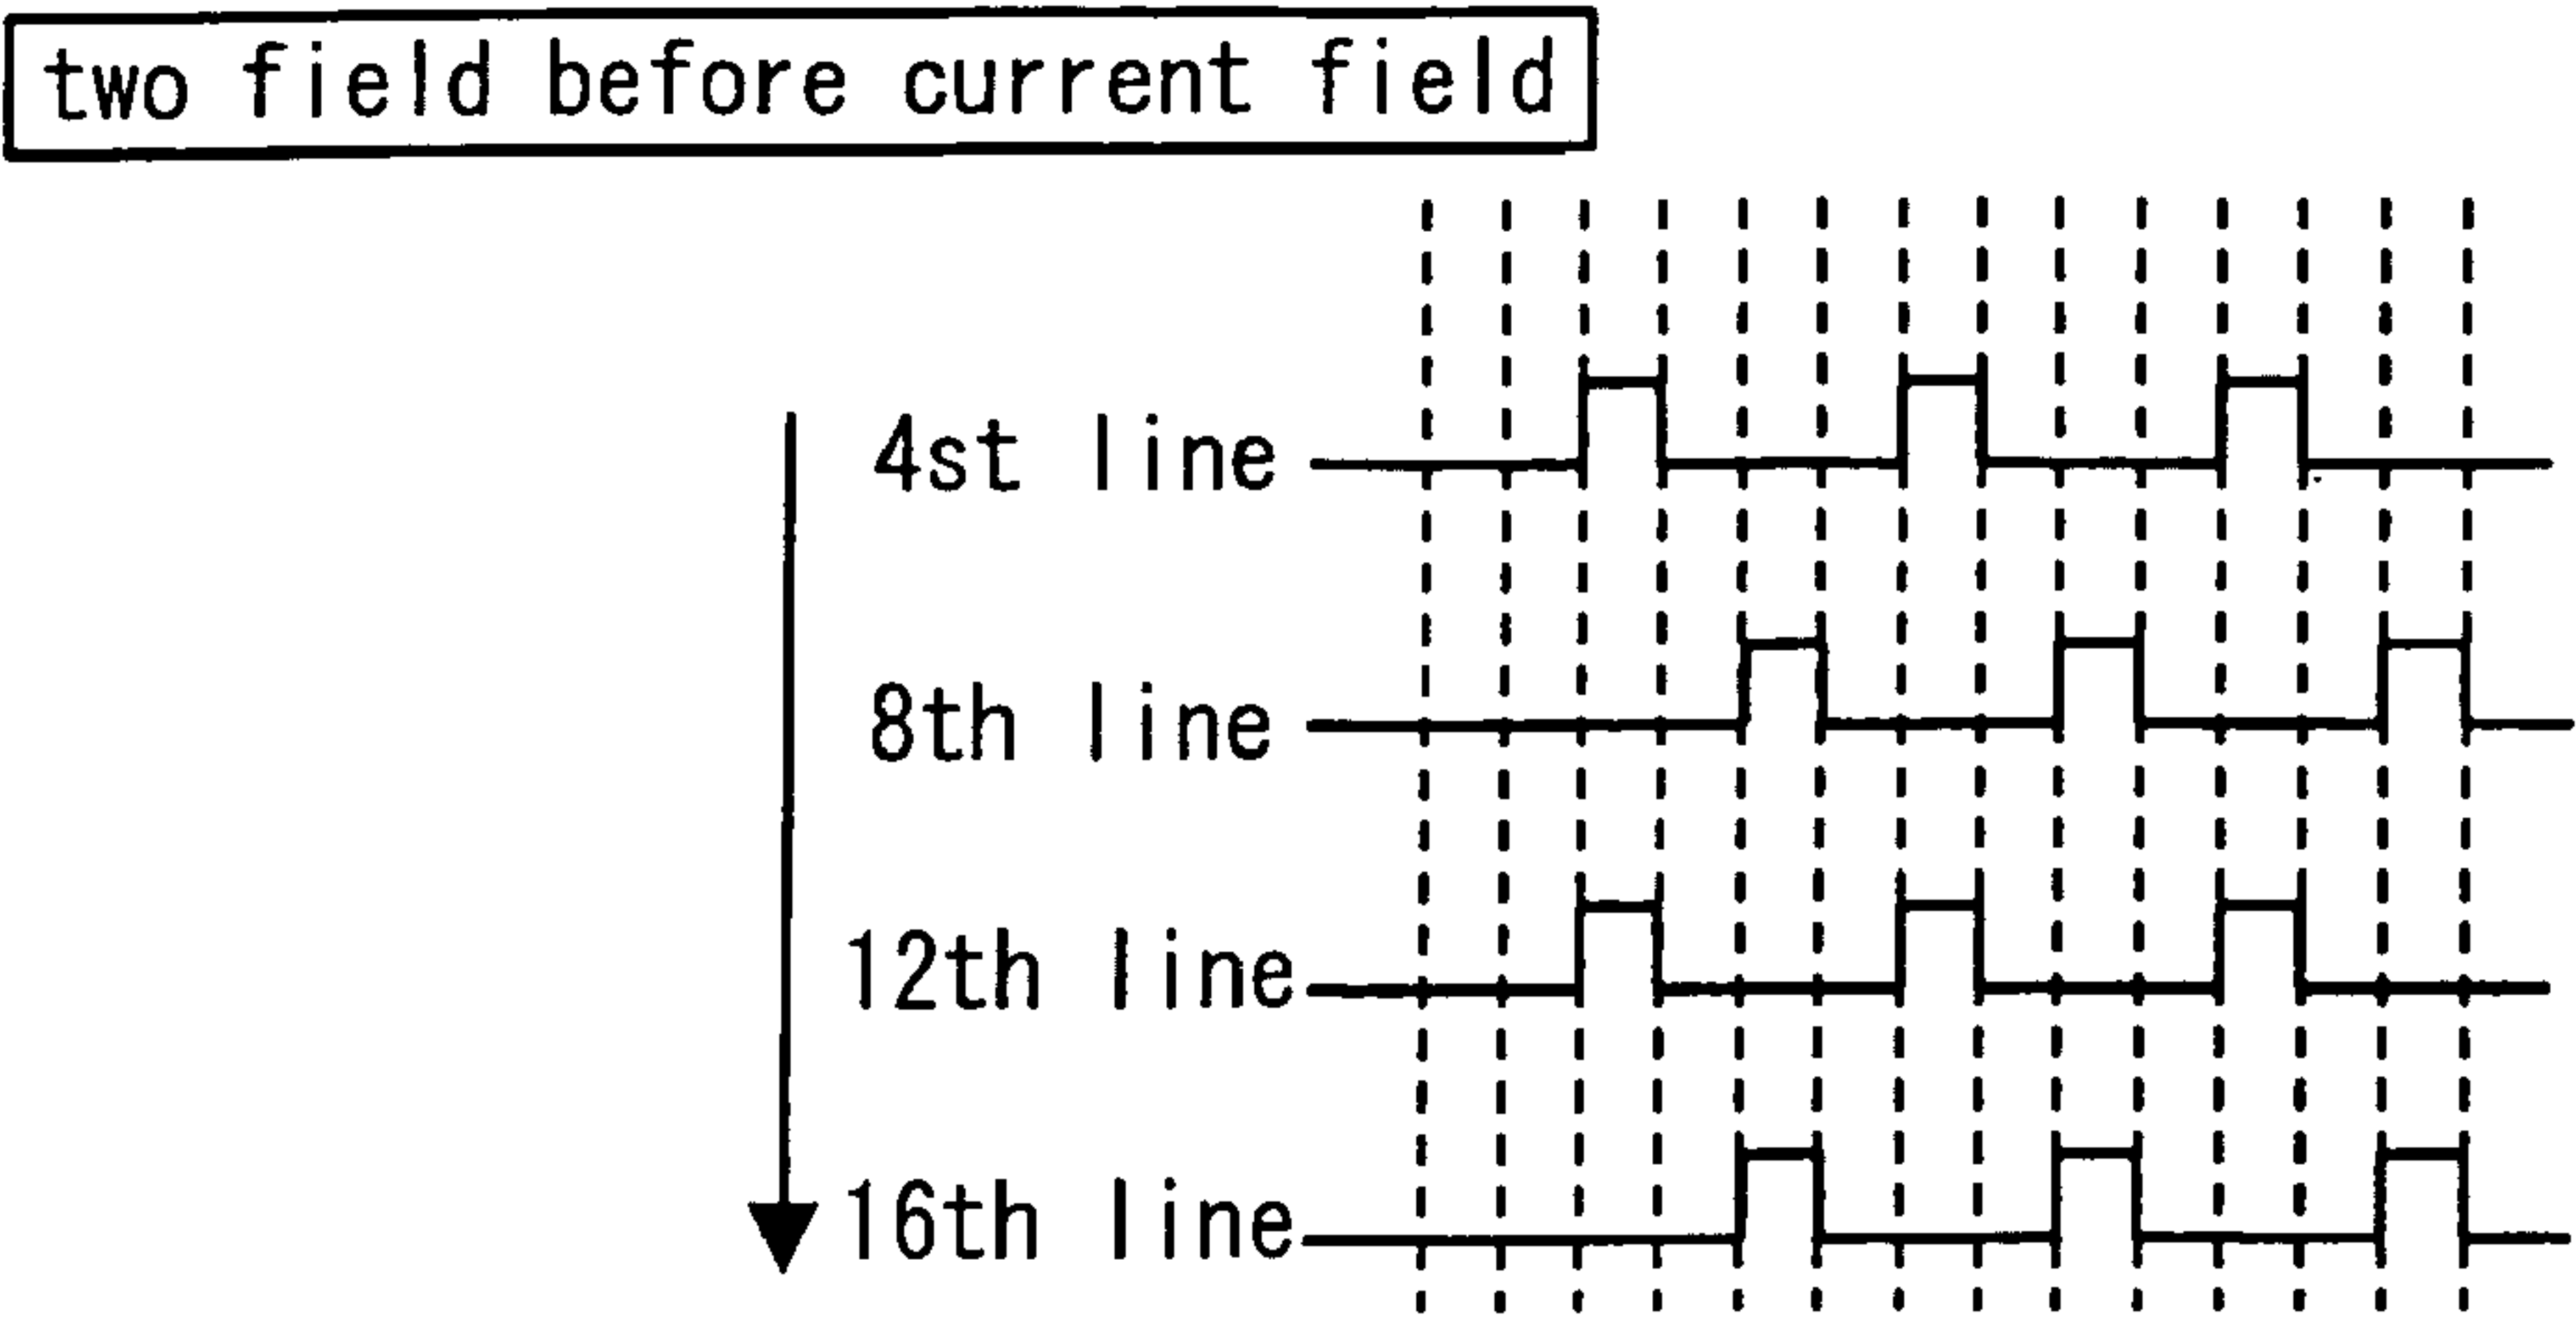 two field before current field
4st line
8th line
12th line
16th line